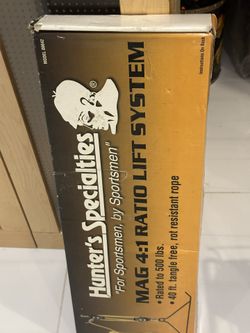 Hunter's Specialties®
"For Sportsmen, by Sportsmen"
MAG 4:1 RATIO LIFT SYSTEM
• Rated to 500 lbs.
• 40 ft. tangle free, rot resistant rope
Instructions On Back